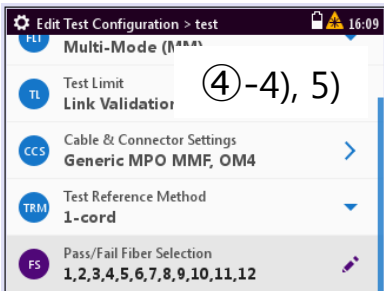 Edit Test Configuration > test 16:09
FLT
Multi-Mode (MM)
Test Limit
TL
Link Validation
④-4), 5)
Cable & Connector Settings
CCS
Generic MPO MMF, OM4
Test Reference Method
TRM
1-cord
Pass/Fail Fiber Selection
FS
1,2,3,4,5,6,7,8,9,10,11,12